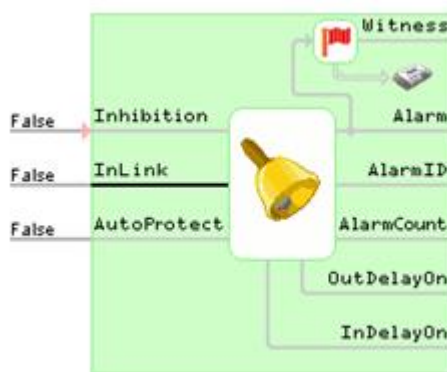 Witness
False Inhibition Alarm
False InLink AlarmID
False AutoProtect AlarmCount
OutDelayOn
InDelayOn